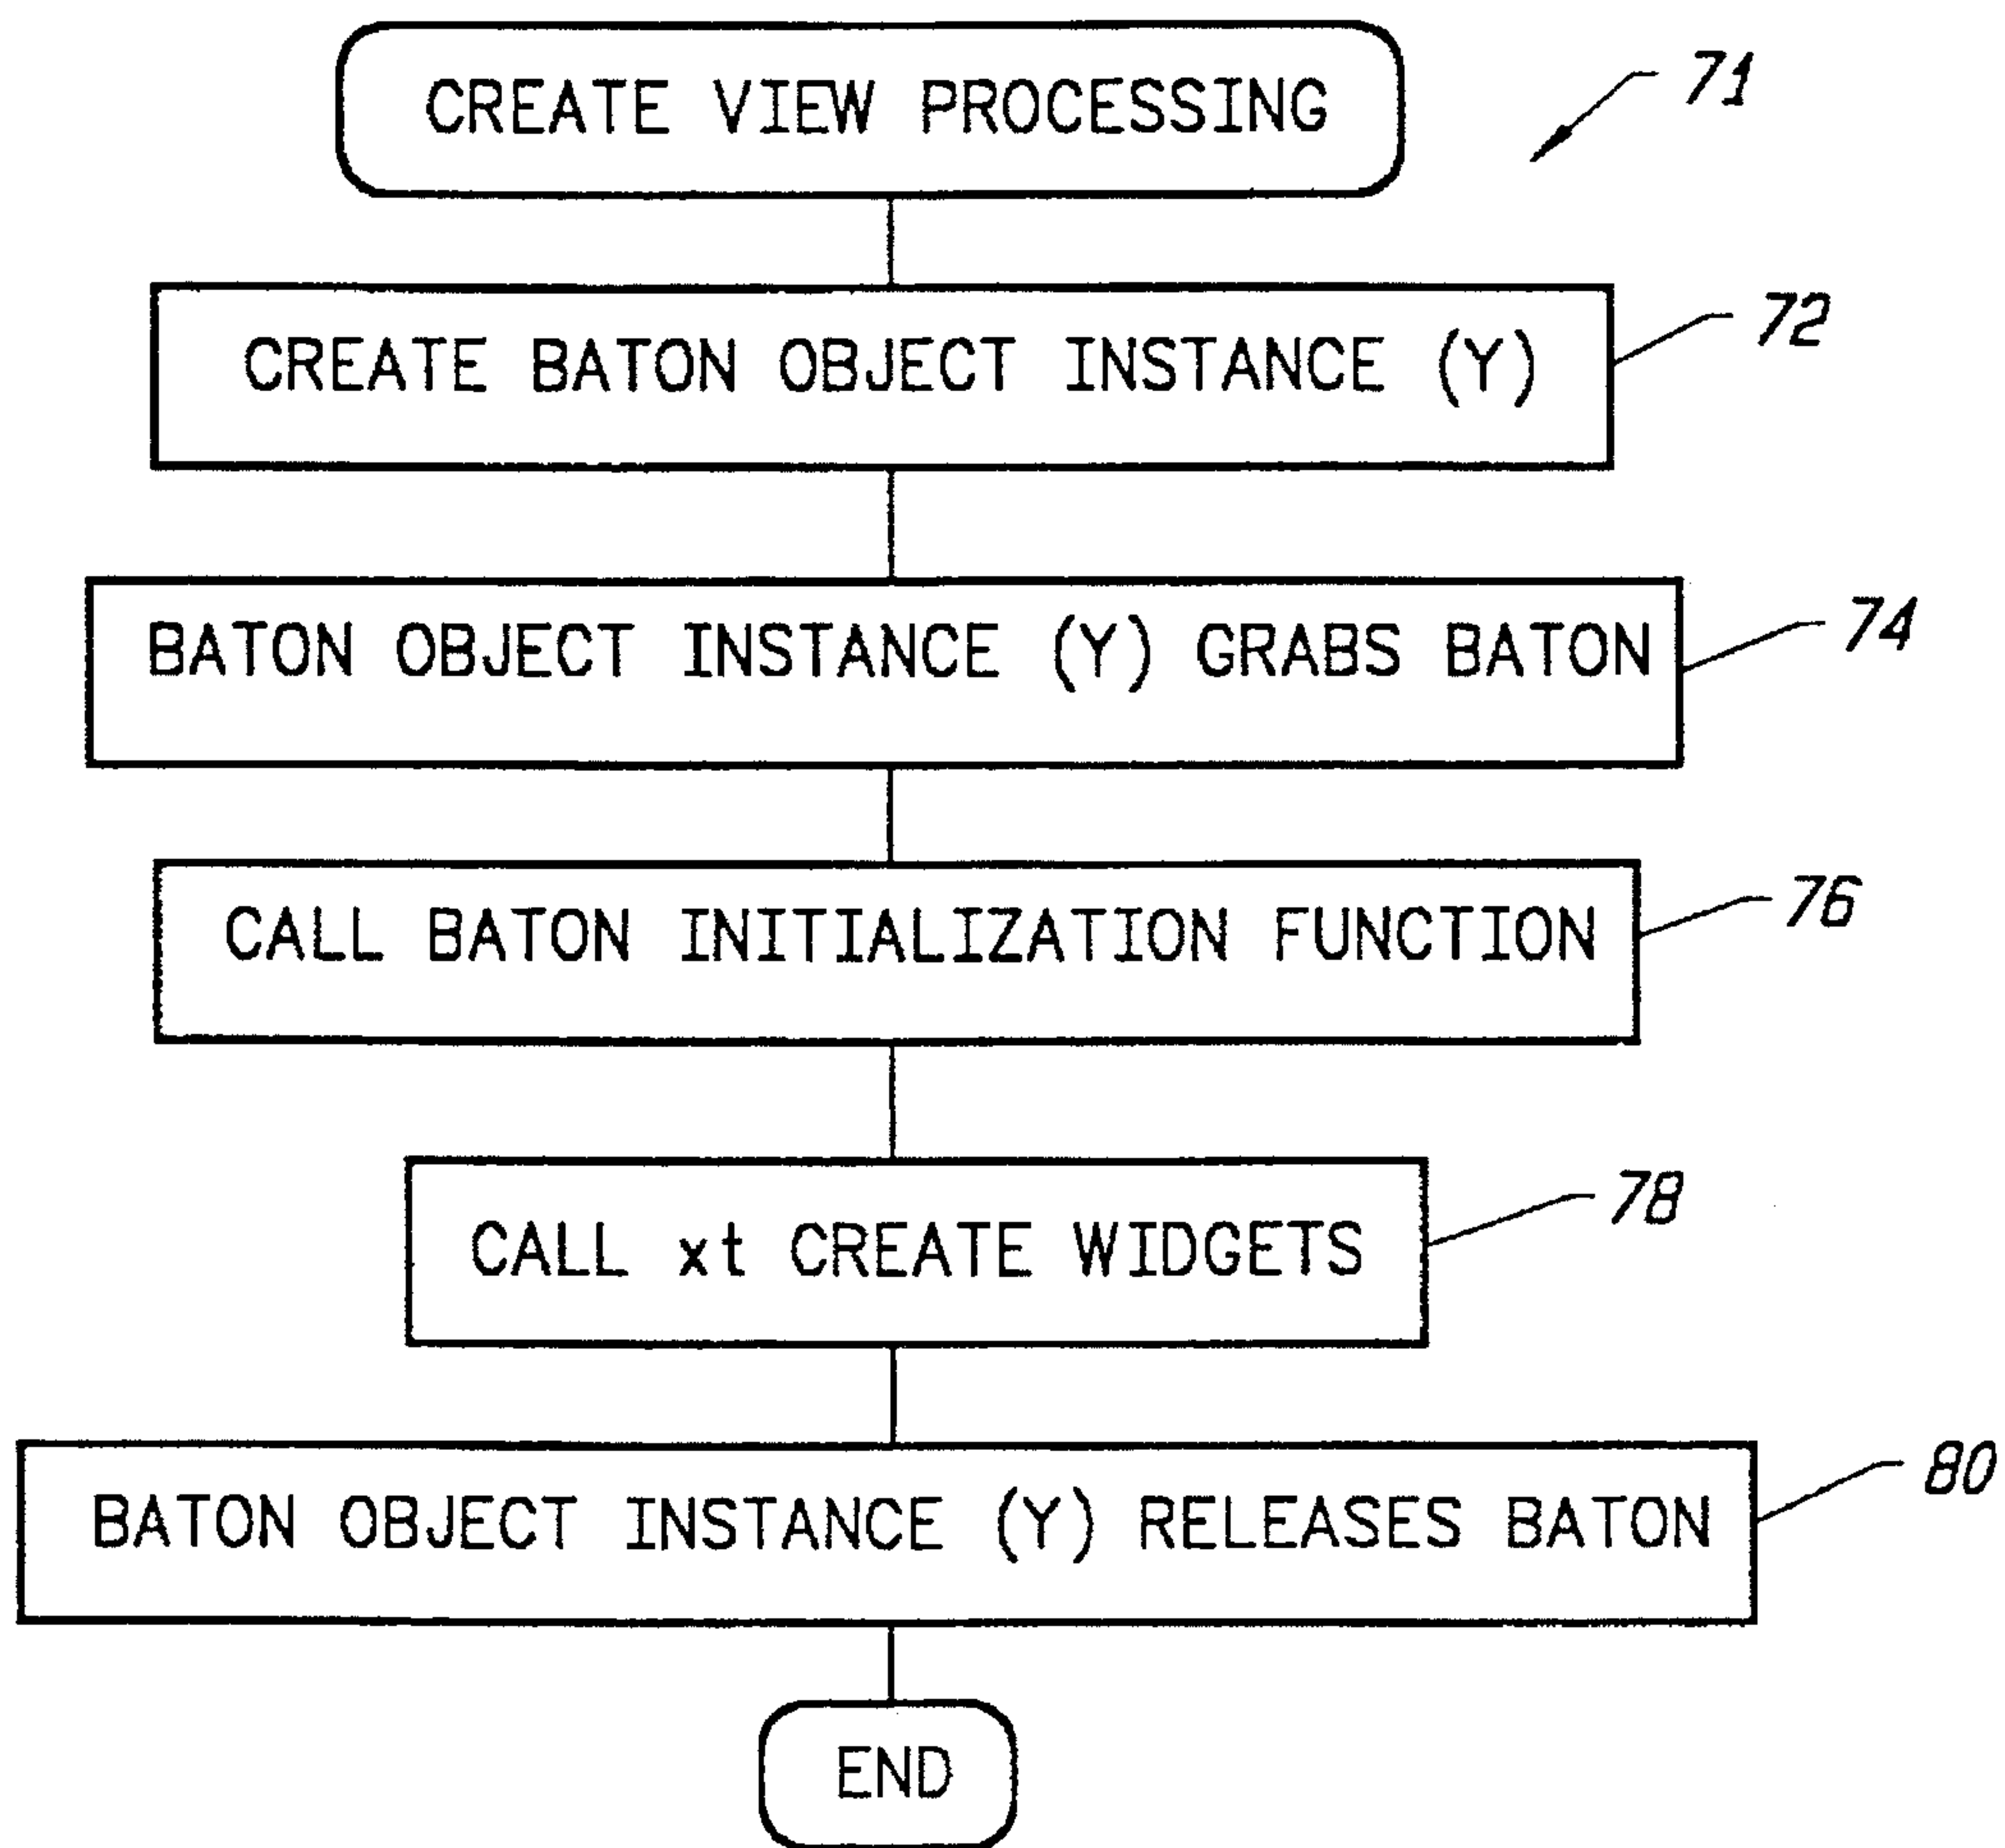 CREATE VIEW PROCESSING
71
CREATE BATON OBJECT INSTANCE (Y)
72
BATON OBJECT INSTANCE (Y) GRABS BATON
74
CALL BATON INITIALIZATION FUNCTION
76
CALL xt CREATE WIDGETS
78
BATON OBJECT INSTANCE (Y) RELEASES BATON
80
END